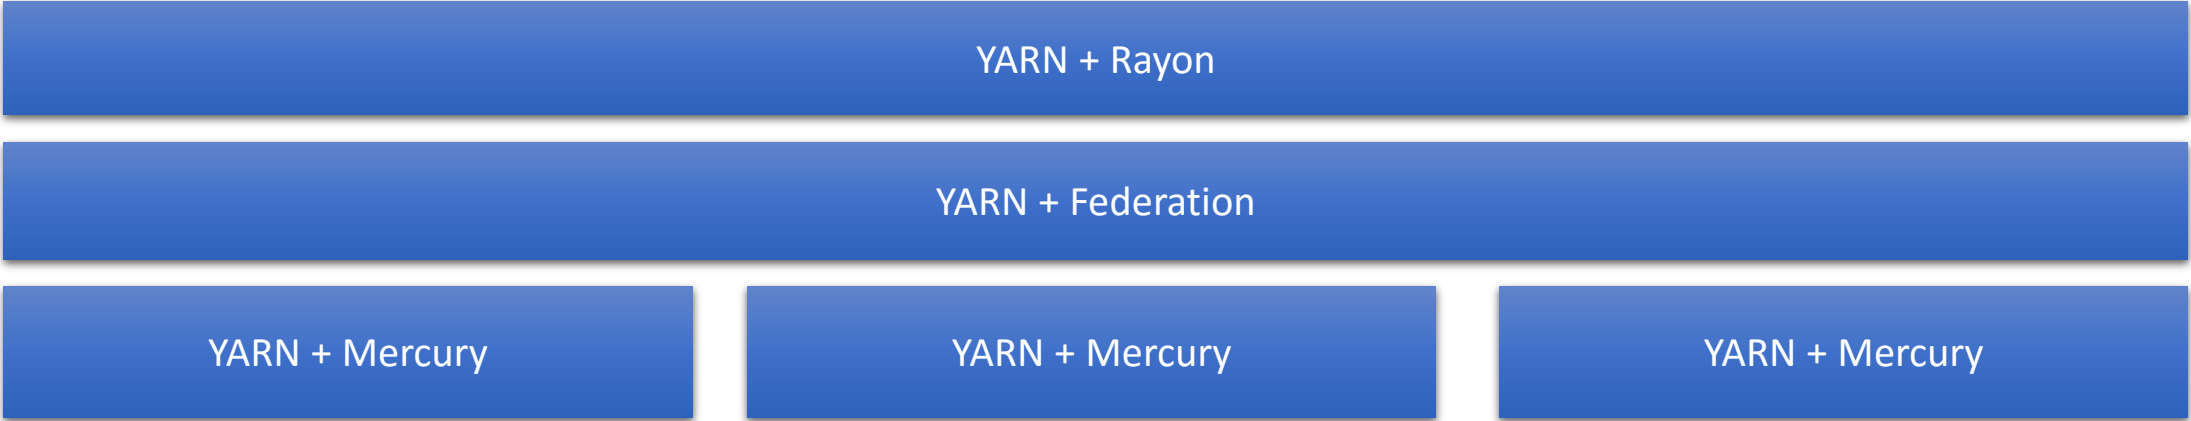 YARN + Rayon
YARN + Federation
YARN + Mercury
YARN + Mercury
YARN + Mercury